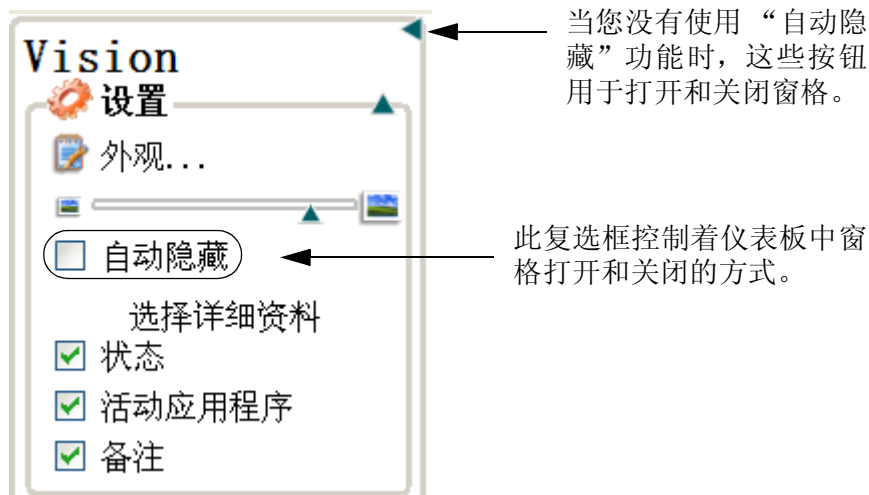 Vision
设置
外观...
自动隐藏
选择详细资料
状态
活动应用程序
备注
当您没有使用 “自动隐
藏”功能时，这些按钮
用于打开和关闭窗格。
此复选框控制着仪表板中窗
格打开和关闭的方式。